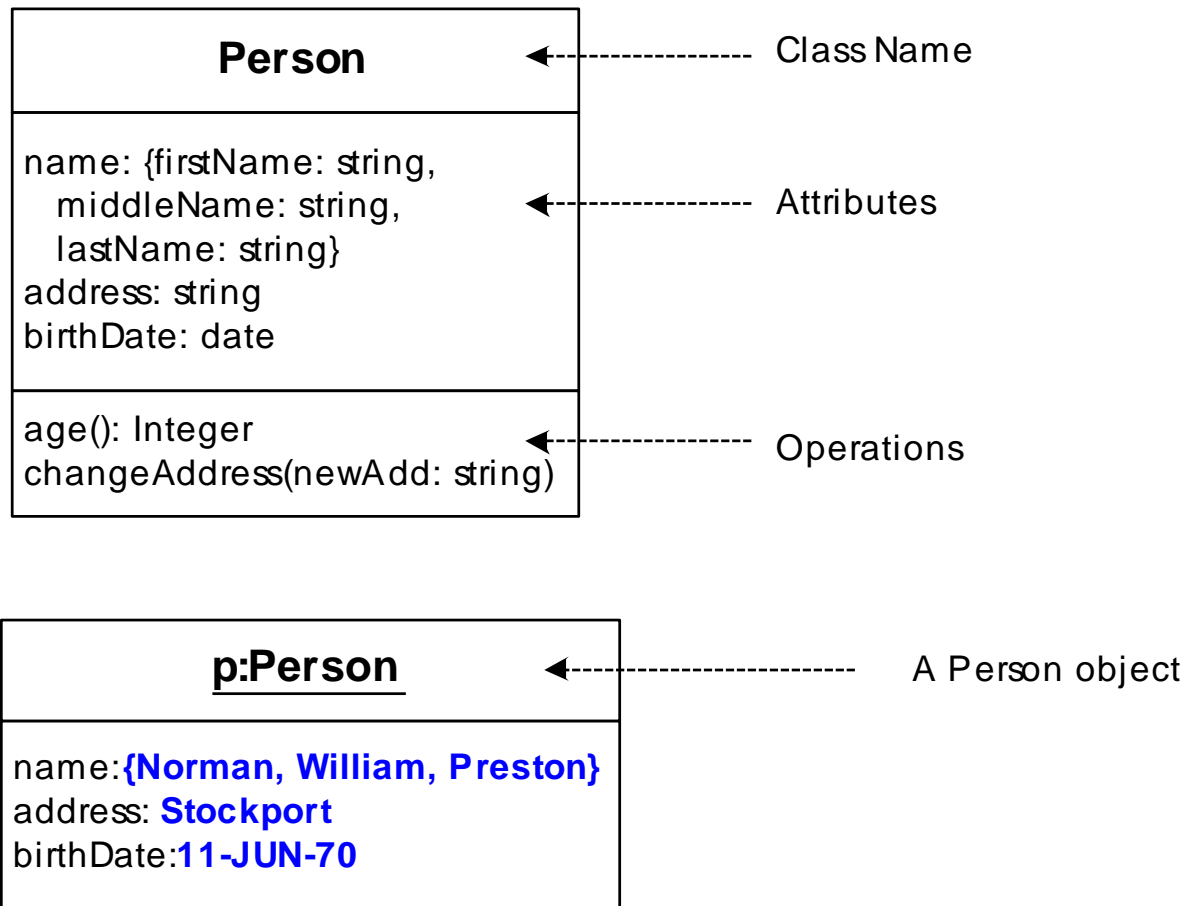 Person
Class Name
name: {firstName: string,
middleName: string,
lastName: string}
address: string
birthDate: date
Attributes
age(): Integer
changeAddress(newAdd: string)
Operations
p:Person
A Person object
name:{Norman, William, Preston}
address: Stockport
birthDate:11-JUN-70